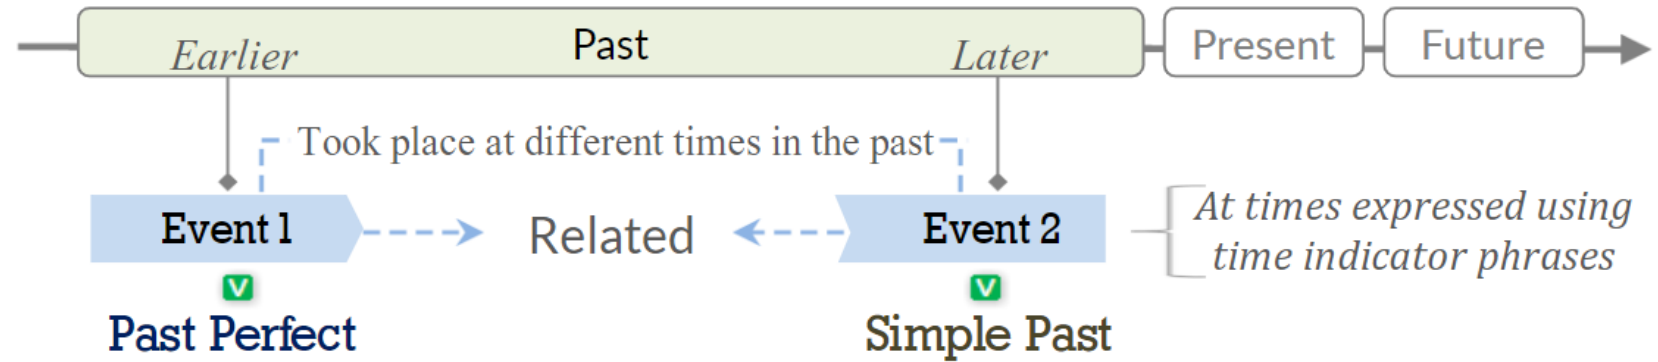 Earlier Past Later Present Future
Took place at different times in the past
Event 1 Related Event 2
At times expressed using
time indicator phrases
V V
Past Perfect Simple Past